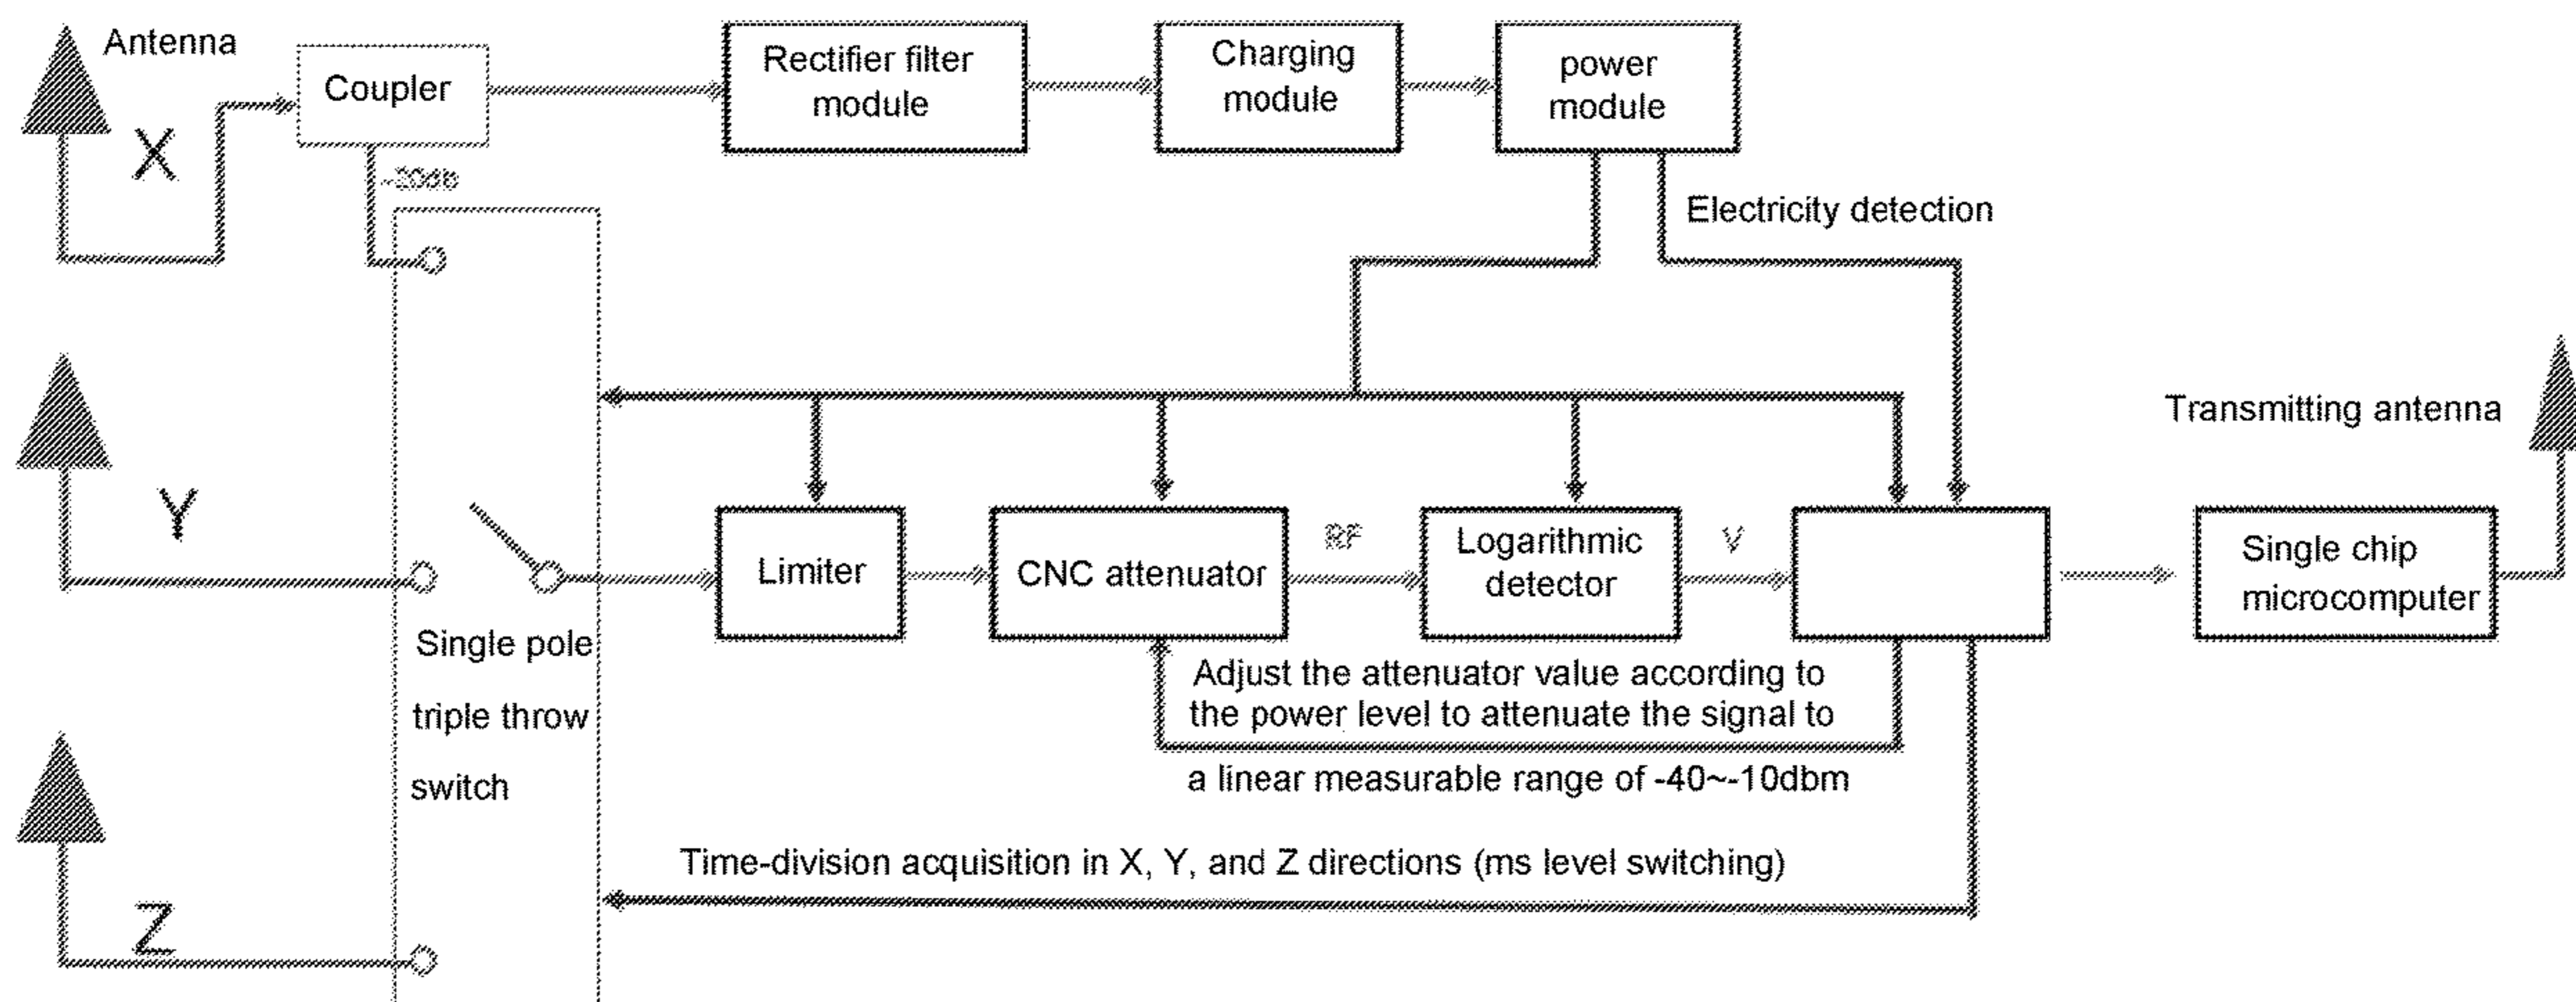 Antenna
X
Coupler
-20db
Rectifier filter
module
Charging
module
power
module
Electricity detection
Y
Transmitting antenna
Limiter
CNC attenuator
RF
Logarithmic
detector
V
Single chip
microcomputer
Single pole
triple throw
switch
Adjust the attenuator value according to
the power level to attenuate the signal to
a linear measurable range of -40~-10dbm
Time-division acquisition in X, Y, and Z directions (ms level switching)
Z